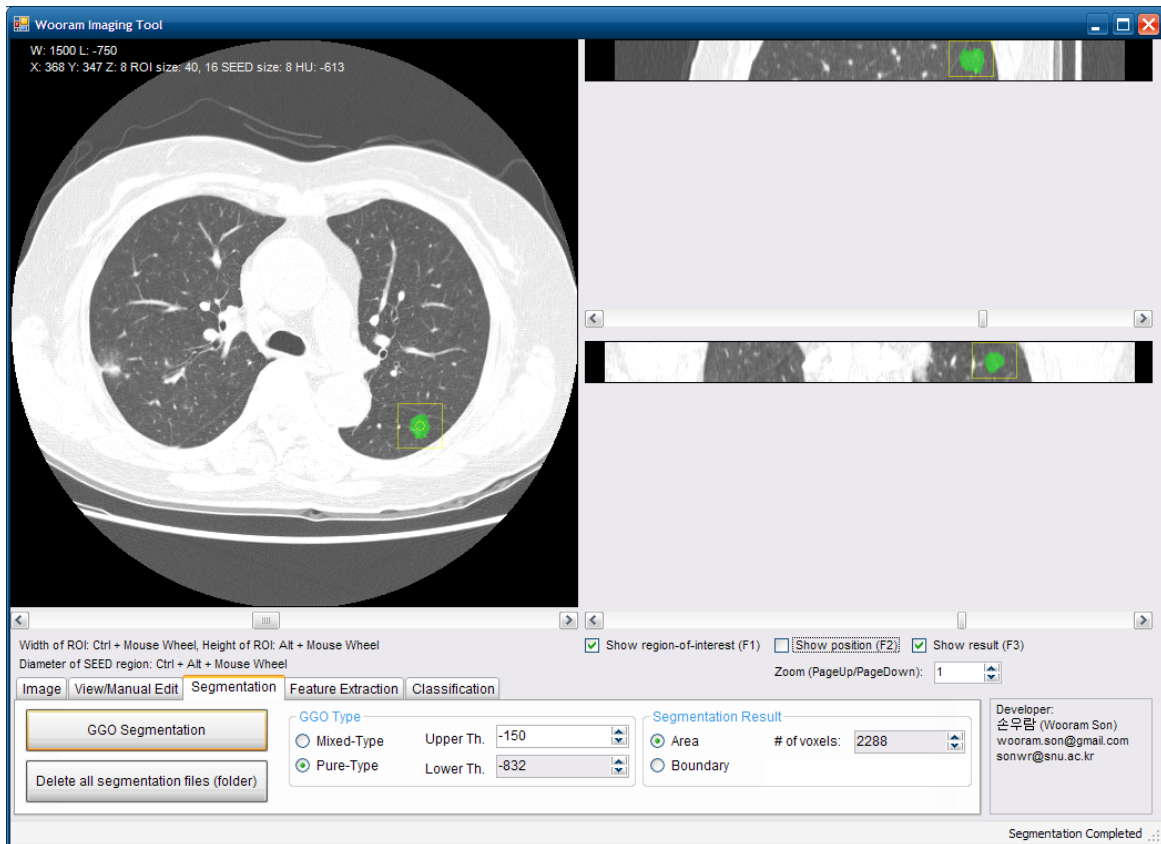 Wooram Imaging Tool
W: 1500 L: -750
X: 368 Y: 347 Z: 8 ROI size: 40, 16 SEED size: 8 HU: -613
Width of ROI: Ctrl + Mouse Wheel, Height of ROI: Alt + Mouse Wheel
Diameter of SEED region: Ctrl + Alt + Mouse Wheel
Show region-of-interest (F1) Show position (F2) Show result (F3)
Zoom (PageUp/PageDown): 1
Image View/Manual Edit Segmentation Feature Extraction Classification
GGO Segmentation
Delete all segmentation files (folder)
GGO Type
Mixed-Type Upper Th. -150
Pure-Type Lower Th. -832
Segmentation Result
Area # of voxels: 2288
Boundary
Developer:
손우람 (Wooram Son)
wooram.son@gmail.com
sonwr@snu.ac.kr
Segmentation Completed